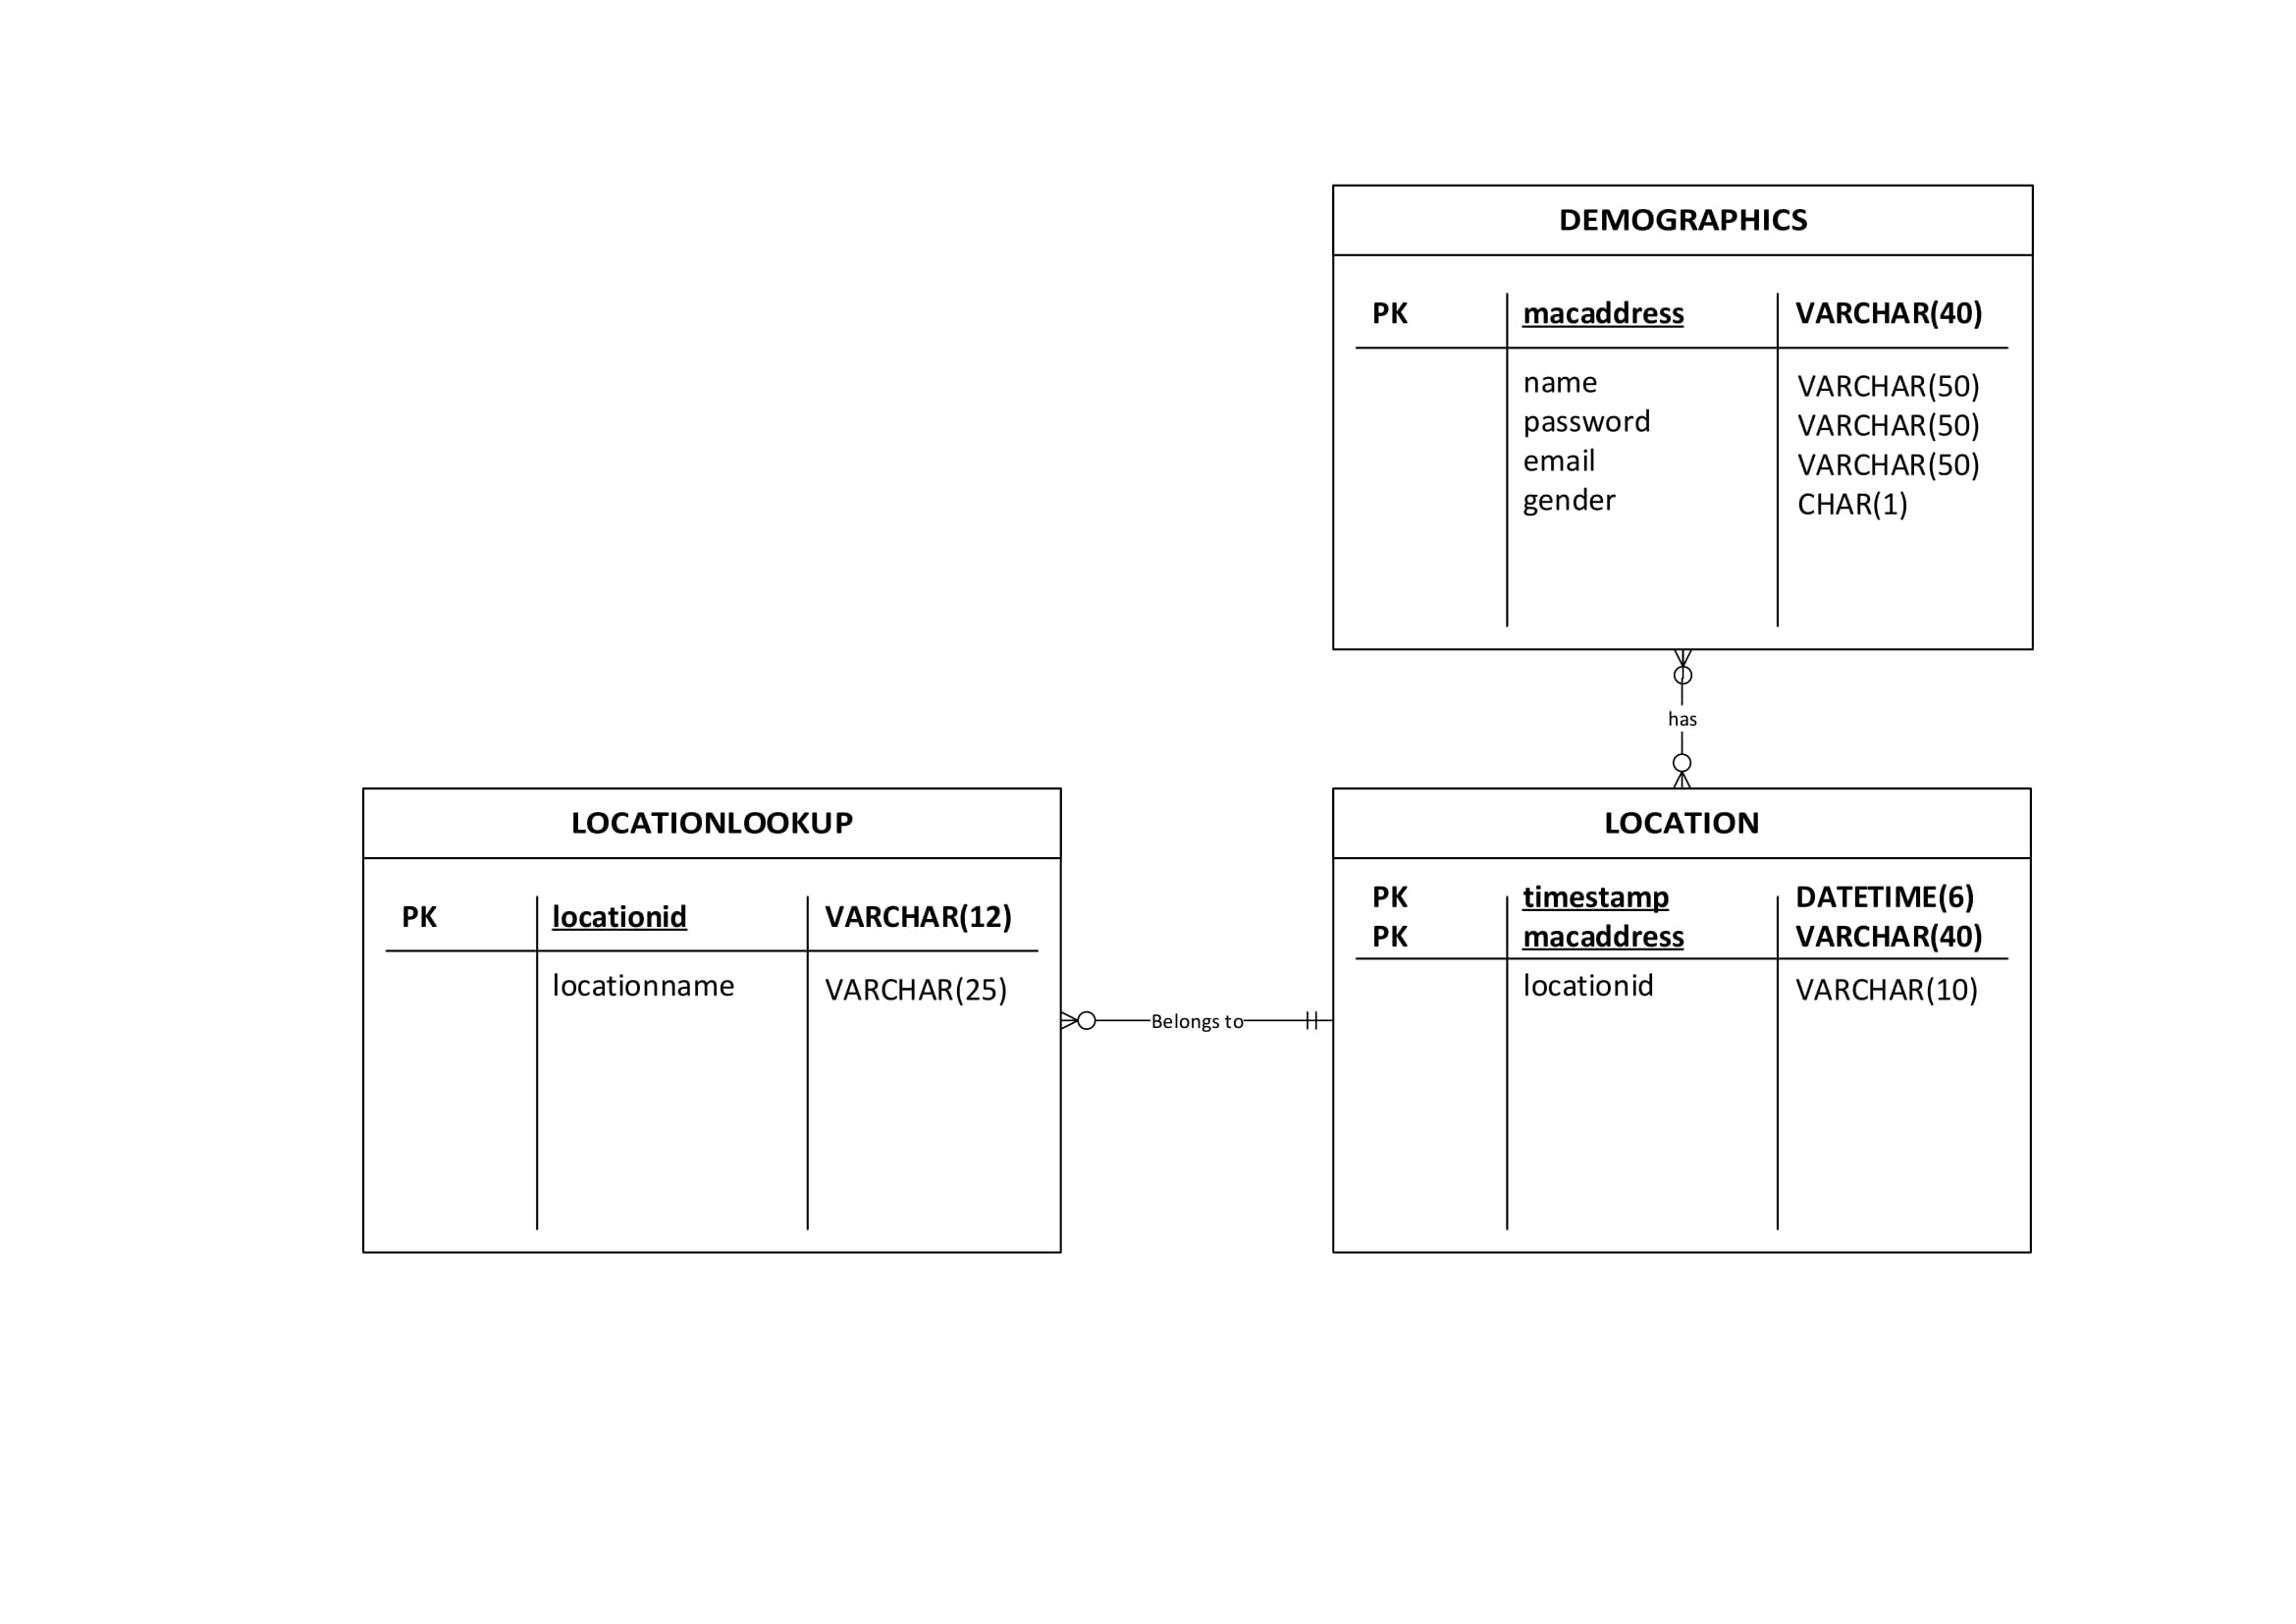 DEMOGRAPHICS
PK macaddress VARCHAR(40)
name VARCHAR(50)
password VARCHAR(50)
email VARCHAR(50)
gender CHAR(1)
has
LOCATIONLOOKUP
PK locationid VARCHAR(12)
locationname VARCHAR(25)
Belongs to
LOCATION
PK timestamp DATETIME(6)
PK macaddress VARCHAR(40)
locationid VARCHAR(10)